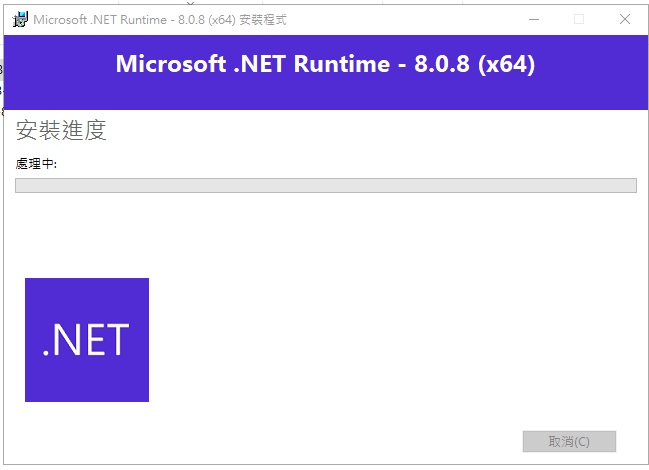 Microsoft .NET Runtime - 8.0.8 (x64) 安裝程式
Microsoft .NET Runtime - 8.0.8 (x64)
安裝進度
處理中:
.NET
取消(C)